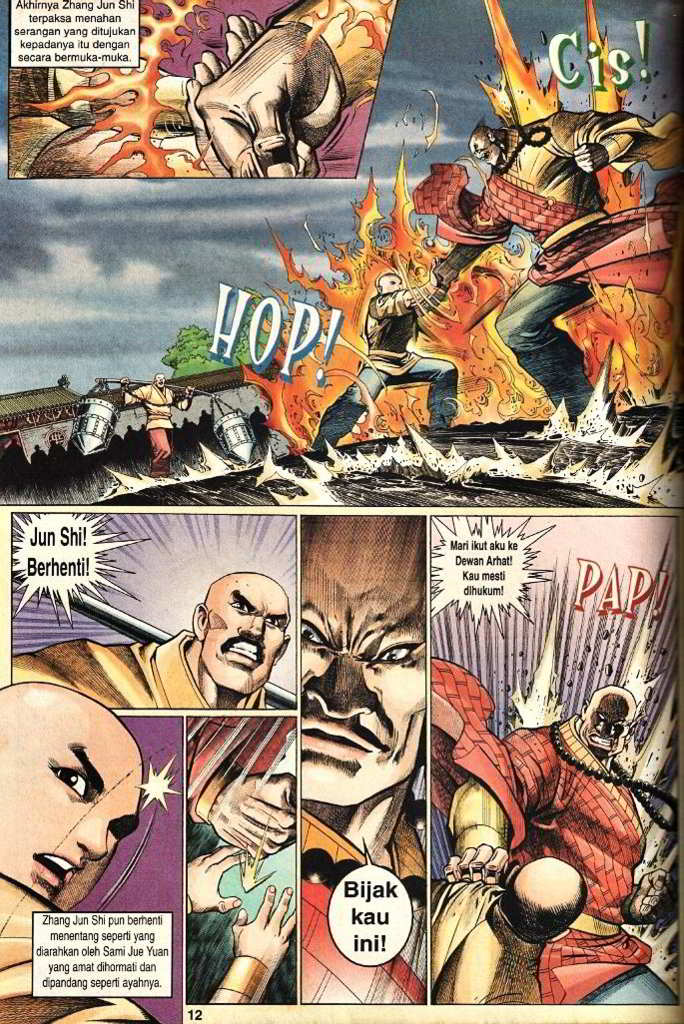 Akhirnya Zhang Jun Shi
terpaksa menahan
serangan yang ditujukan
kepadanya itu dengan
secara bermuka-muka.
Cis!
HOP!
Jun Shi!
Berhenti!
Bijak
kau
ini!
Mari ikut aku ke
Dewan Arhat!
Kau mesti
dihukum!
PAP!
Zhang Jun Shi pun berhenti
menentang seperti yang
diarahkan oleh Sami Jue Yuan
yang amat dihormati dan
dipandang seperti ayahnya.
12